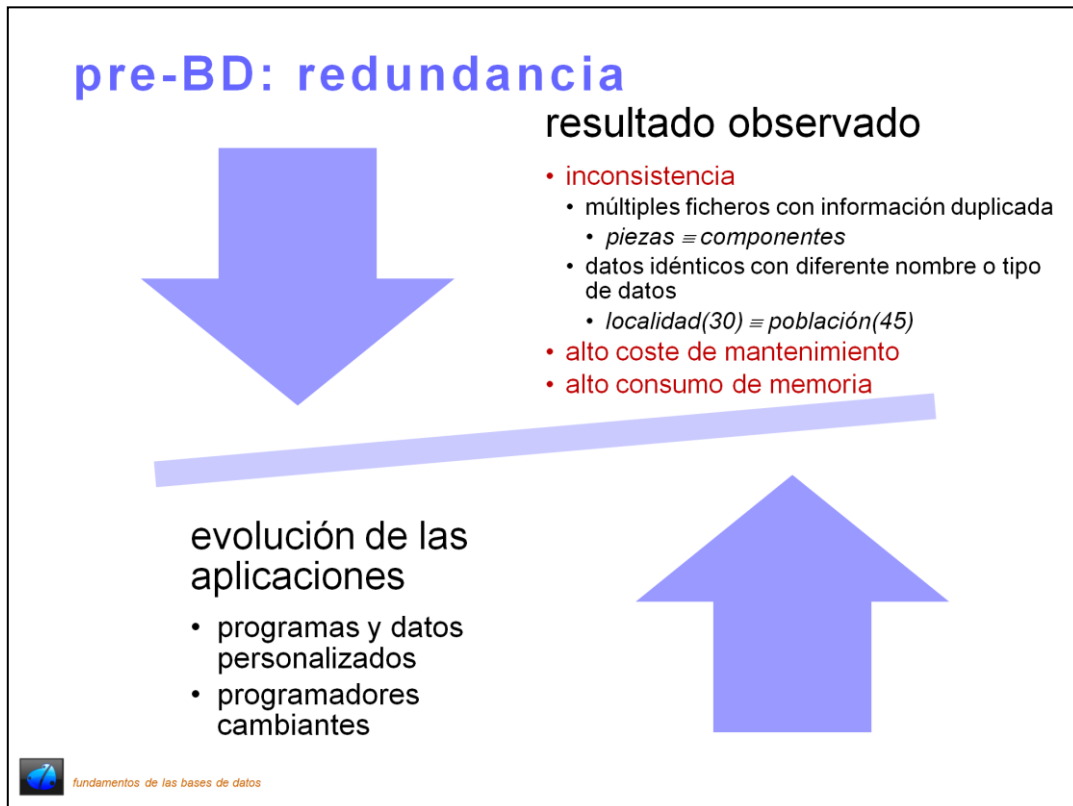 pre-BD: redundancia
resultado observado
• inconsistencia
• múltiples ficheros con información duplicada
• piezas ≡ componentes
• datos idénticos con diferente nombre o tipo
de datos
• localidad(30) ≡ población(45)
• alto coste de mantenimiento
• alto consumo de memoria
evolución de las
aplicaciones
• programas y datos
personalizados
• programadores
cambiantes
fundamentos de las bases de datos